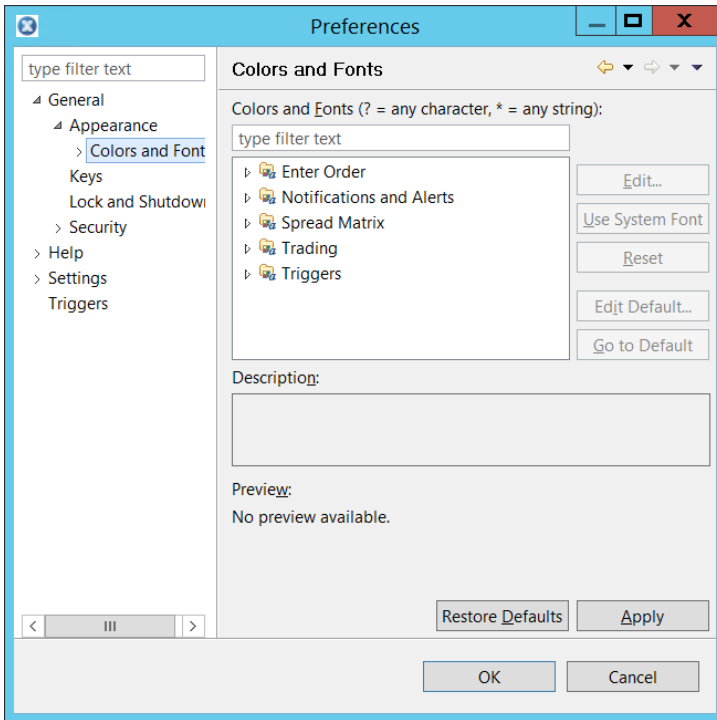 Preferences
type filter text
General
Appearance
Colors and Font
Keys
Lock and Shutdow
Security
Help
Settings
Triggers
Colors and Fonts
Colors and Fonts (? = any character, * = any string):
type filter text
Enter Order
Notifications and Alerts
Spread Matrix
Trading
Triggers
Edit...
Use System Font
Reset
Edit Default...
Go to Default
Description:
Preview:
No preview available.
Restore Defaults
Apply
OK
Cancel